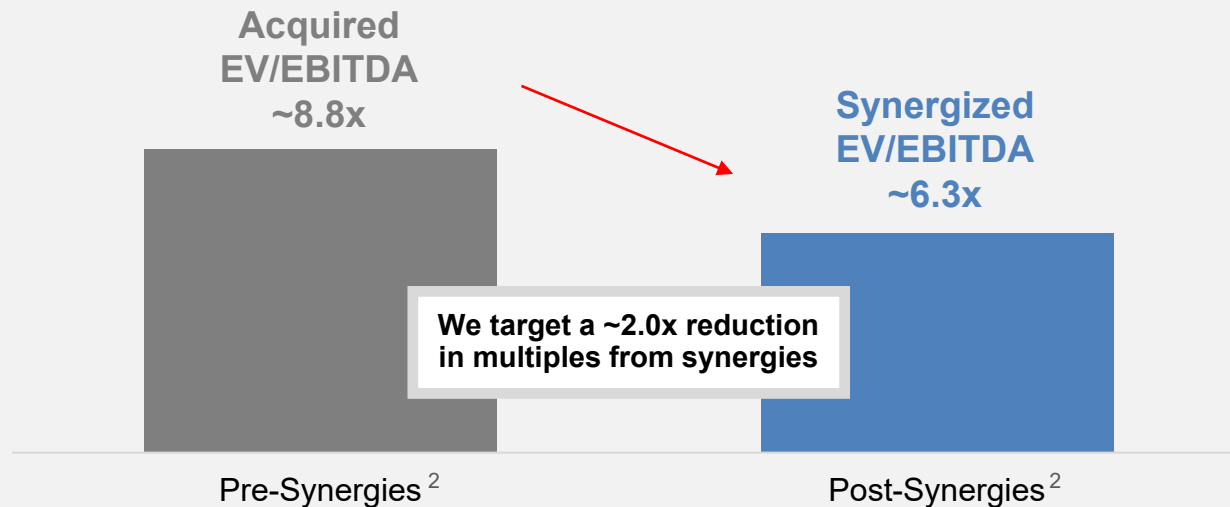 Acquired
EV/EBITDA
~8.8x
Synergized
EV/EBITDA
~6.3x
We target a ~2.0x reduction
in multiples from synergies
Pre-Synergies 2
Post-Synergies 2